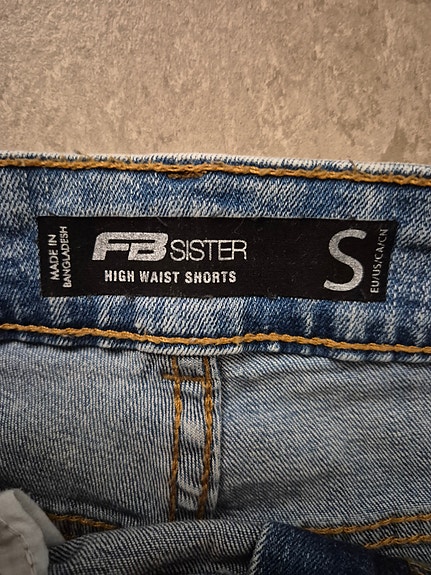 MADE IN
BANGLADESH
FB SISTER
HIGH WAIST SHORTS
S
EU/US/CA/CN